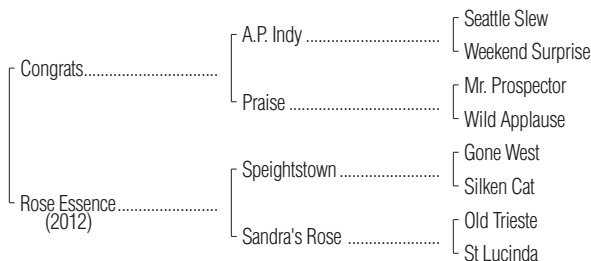 Seattle Slew
A.P. Indy ..................................
Weekend Surprise
Congrats..................................
Mr. Prospector
Praise ......................................
Wild Applause
Gone West
Speightstown .........................
Silken Cat
Rose Essence.........................
(2012)
Old Trieste
Sandra's Rose .......................
St Lucinda